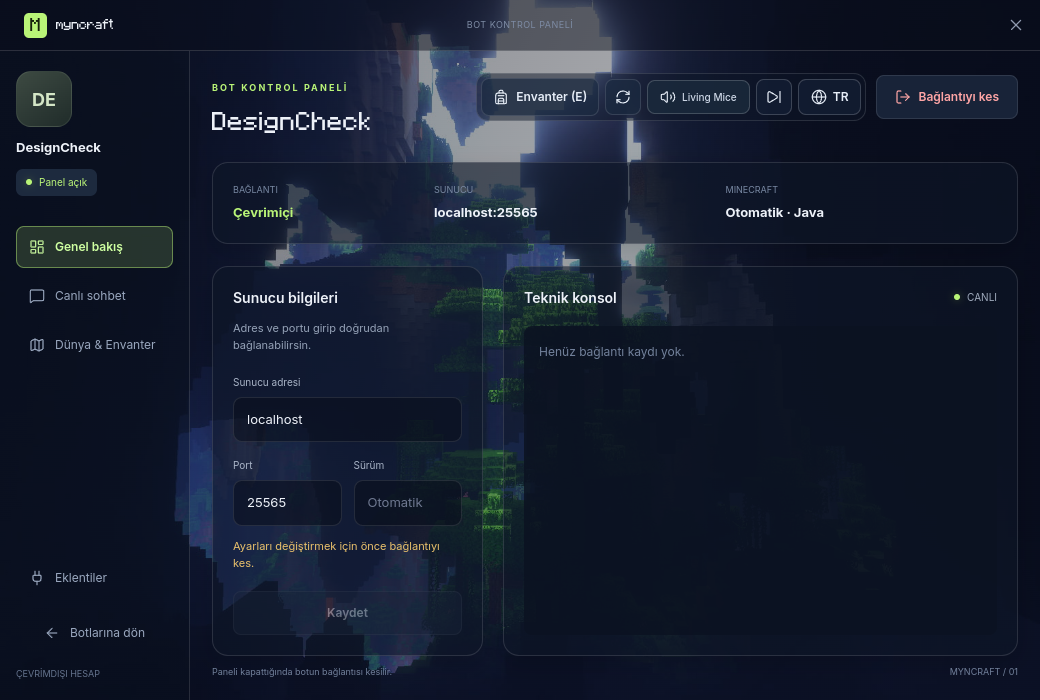 M myncraft
BOT KONTROL PANELİ
DE
DesignCheck
Panel açık
Genel bakış
Canlı sohbet
Dünya & Envanter
Eklentiler
Botlarına dön
ÇEVRİMDIŞI HESAP
BOT KONTROL PANELİ
DesignCheck
Envanter (E)
Living Mice
TR
Bağlantıyı kes
BAĞLANTI
Çevrimiçi
SUNUCU
localhost:25565
MINECRAFT
Otomatik · Java
Sunucu bilgileri
Adres ve portu girip doğrudan
bağlanabilirsin.
Sunucu adresi
localhost
Port
Sürüm
25565
Otomatik
Ayarları değiştirmek için önce bağlantıyı
kes.
Kaydet
Teknik konsol
CANLI
Henüz bağlantı kaydı yok.
Paneli kapattığında botun bağlantısı kesilir.
MYNCRAFT / 01